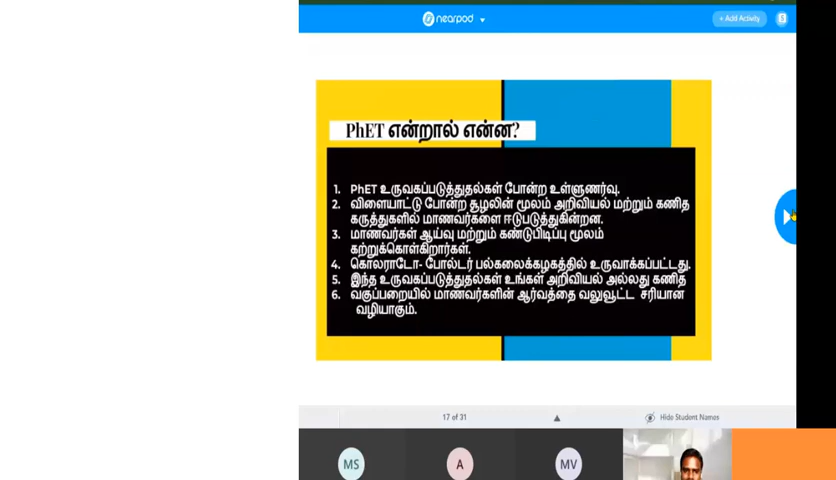 nearpod
+ Add Activity
S
PhET என்றால் என்ன?
1. PhET உருவகப்படுத்துதல்கள் போன்ற உள்ளுணர்வு.
2. விளையாட்டு போன்ற சூழலின் மூலம் அறிவியல் மற்றும் கணித
கருத்துகளில் மாணவர்களை ஈடுபடுத்துகின்றன.
3. மாணவர்கள் ஆய்வு மற்றும் கண்டுபிடிப்பு மூலம்
கற்றுக்கொள்கிறார்கள்.
4. கொலராடோ- போல்டர் பல்கலைக்கழகத்தில் உருவாக்கப்பட்டது.
5. இந்த உருவகப்படுத்துதல்கள் உங்கள் அறிவியல் அல்லது கணித
6. வகுப்பறையில் மாணவர்களின் ஆர்வத்தை வலுவூட்ட சரியான
வழியாகும்.
17 of 31
Hide Student Names
MS
A
MV